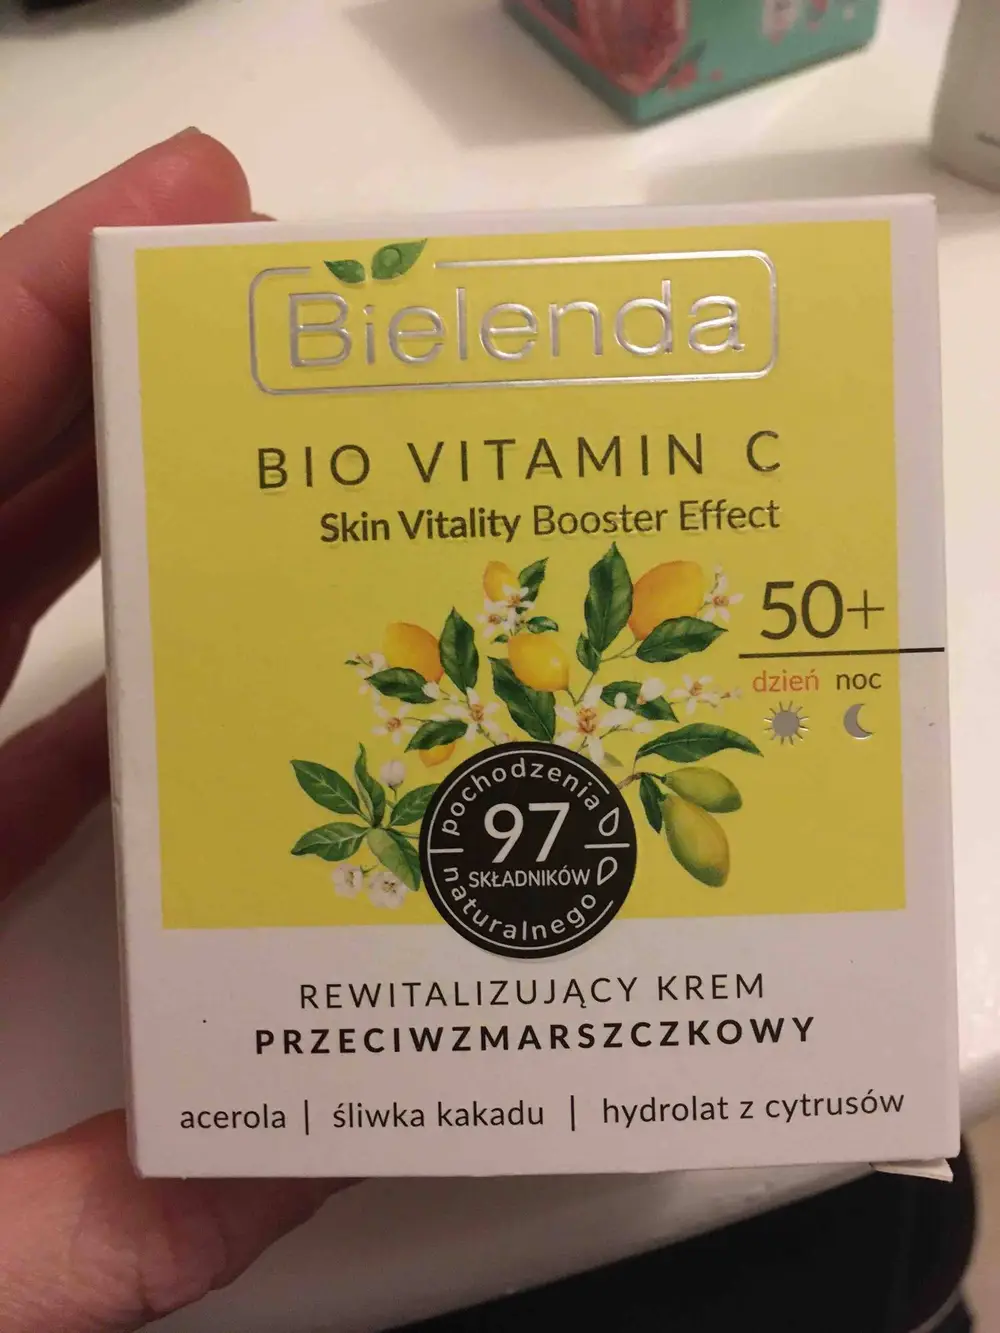 Bielenda
BIO VITAMIN C
Skin Vitality Booster Effect
50+
dzień noc
pochodzenia
97
SKŁADNIKÓW
naturalnego
REWITALIZUJĄCY KREM
PRZECIWZMARSZCZKOWY
acerola | śliwka kakadu | hydrolat z cytrusów